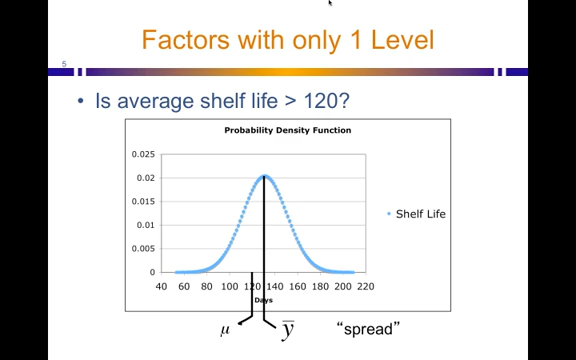 Factors with only 1 Level
5
• Is average shelf life > 120?
Probability Density Function
0.025
0.02
0.015
0.01
0.005
0
40 60 80 100 120 140 160 180 200 220
Days
Shelf Life
μ
ȳ
“spread”